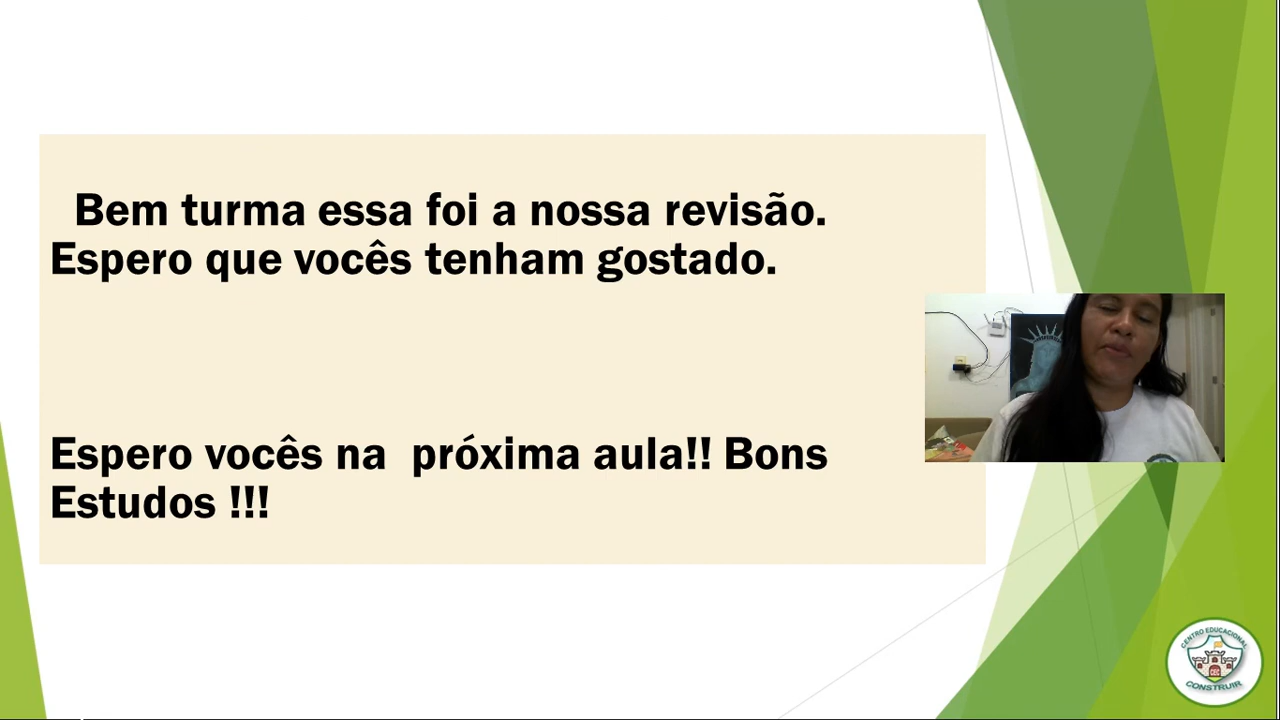 Bem turma essa foi a nossa revisão.
Espero que vocês tenham gostado.
Espero vocês na próxima aula!! Bons
Estudos !!!
CENTRO EDUCACIONAL
CEC
CONSTRUIR